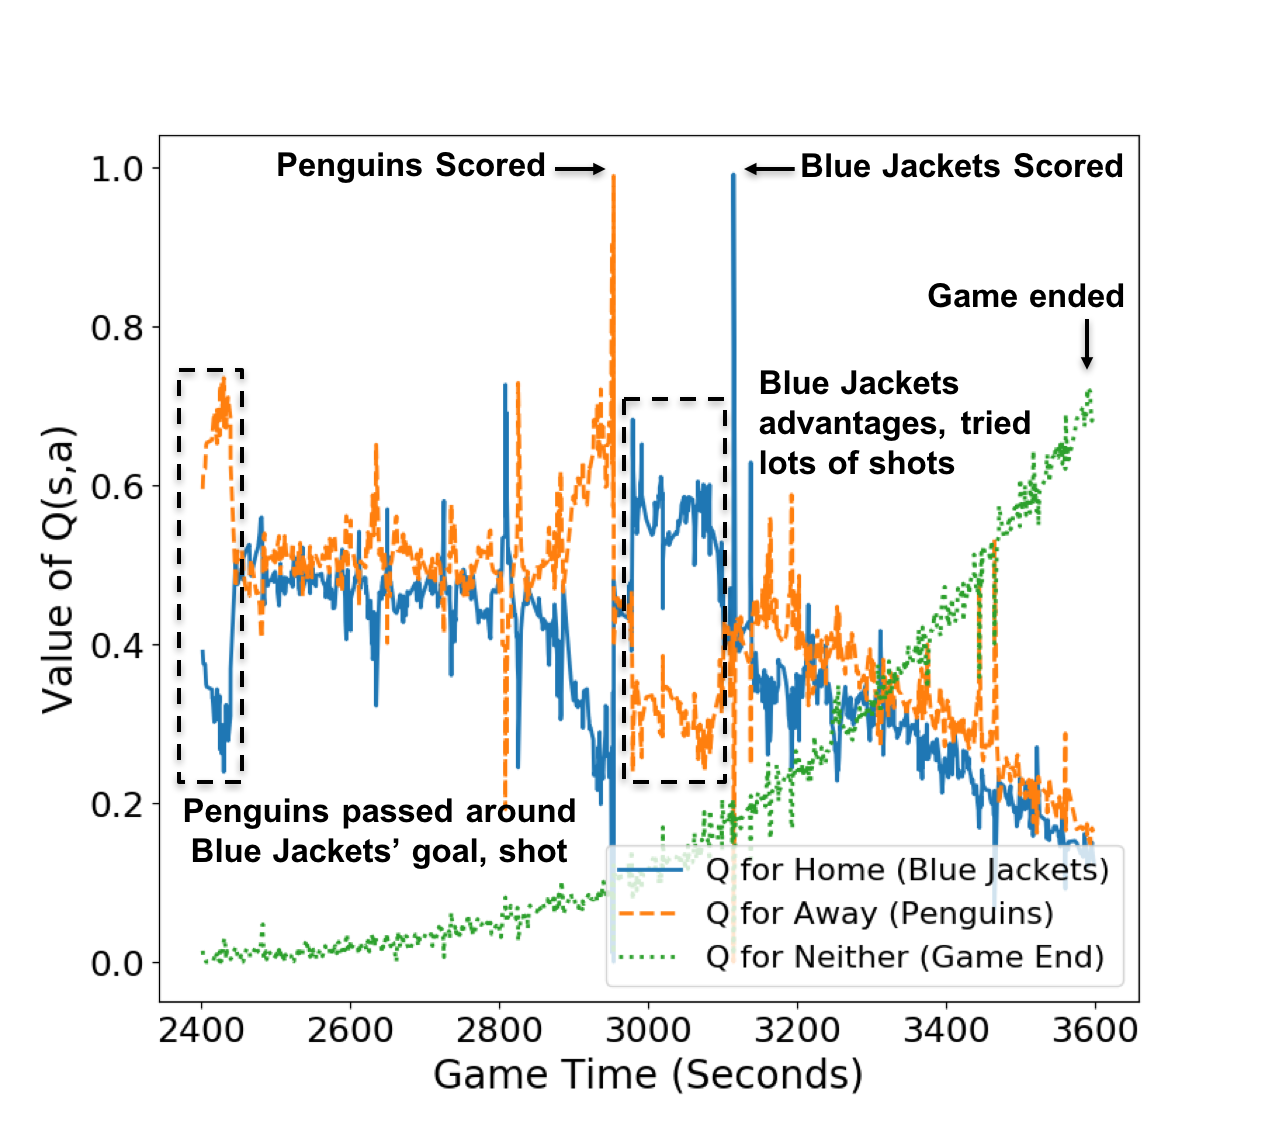 Penguins Scored
Blue Jackets Scored
Game ended
Blue Jackets
advantages, tried
lots of shots
Penguins passed around
Blue Jackets’ goal, shot
Q for Home (Blue Jackets)
Q for Away (Penguins)
Q for Neither (Game End)
Value of Q(s,a)
1.0
0.8
0.6
0.4
0.2
0.0
2400 2600 2800 3000 3200 3400 3600
Game Time (Seconds)